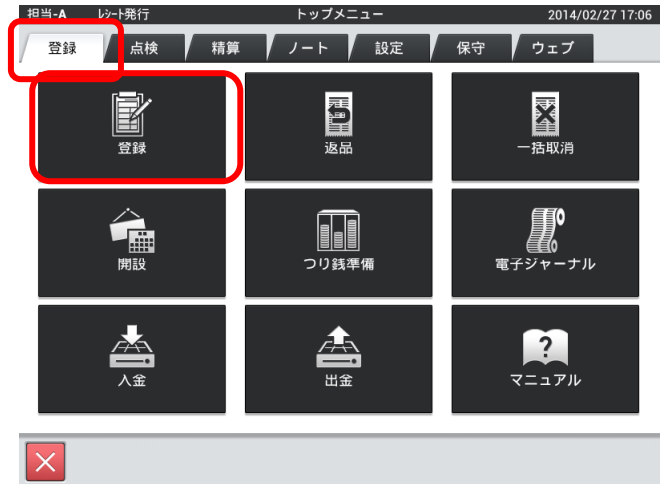 担当-A レシート発行 トップメニュー 2014/02/27 17:06
登録 点検 精算 ノート 設定 保守 ウェブ
登録 返品 一括取消
開設 つり銭準備 電子ジャーナル
入金 出金 マニュアル